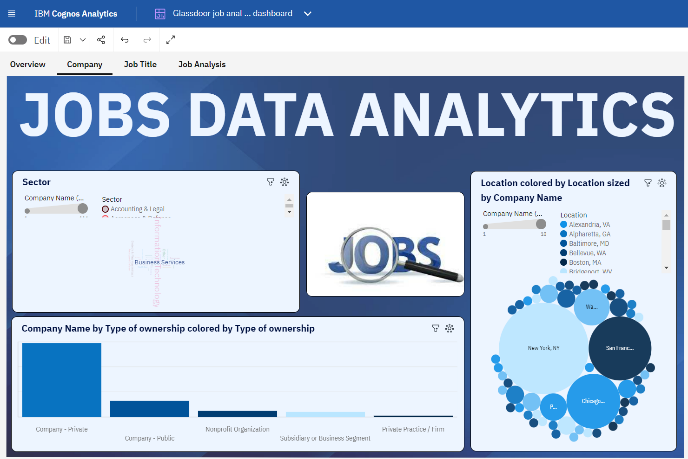 IBM Cognos Analytics
Glassdoor job anal ... dashboard
Edit
Overview
Company
Job Title
Job Analysis
JOBS DATA ANALYTICS
Sector
Company Name (...
Sector
Accounting & Legal
Information Technology
Business Services
JOBS
Location colored by Location sized
by Company Name
Company Name (...
1
12
Location
Alexandria, VA
Alpharetta, GA
Baltimore, MD
Bellevue, WA
Boston, MA
Bridgeport, WV
Wa...
New York, NY
San Franc...
P...
Chicago...
Company Name by Type of ownership colored by Type of ownership
Company - Private
Company - Public
Nonprofit Organization
Subsidiary or Business Segment
Private Practice / Firm